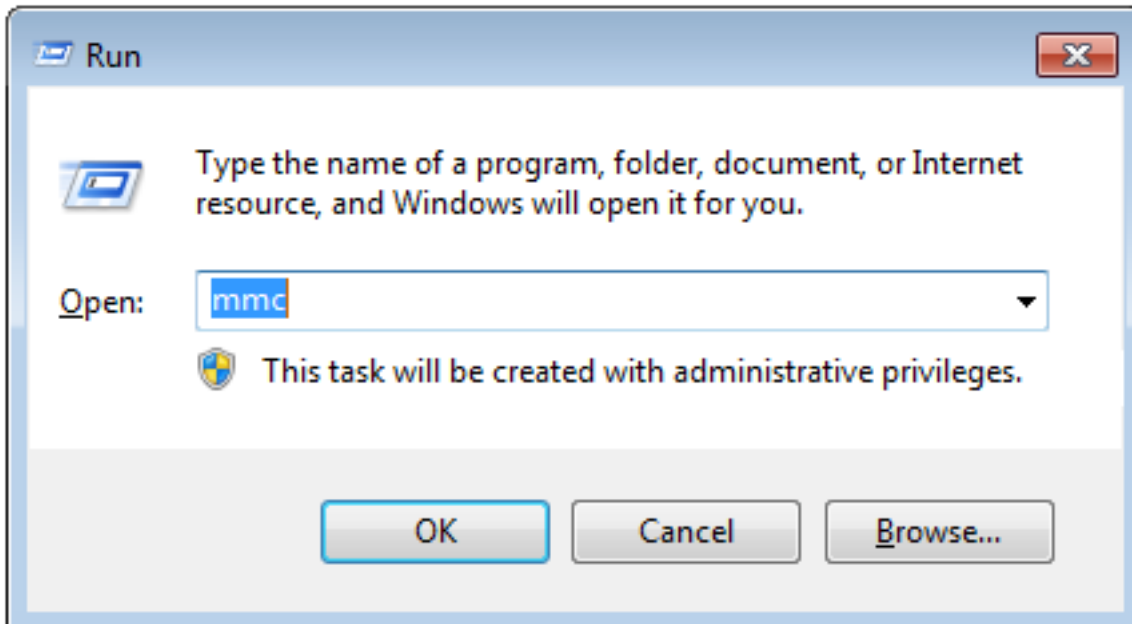 Run
Type the name of a program, folder, document, or Internet
resource, and Windows will open it for you.
Open: mmc
This task will be created with administrative privileges.
OK Cancel Browse...